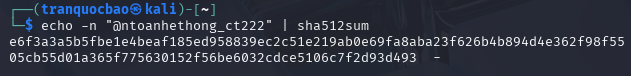 ┌──(tranquocbao㉿kali)-[~]
└─$ echo -n "@ntoanhethong_ct222" | sha512sum
e6f3a3a5b5fbe1e4beaf185ed958839ec2c51e219ab0e69fa8aba23f626b4b894d4e362f98f55
05cb55d01a365f775630152f56be6032cdce5106c7f2d93d493  -